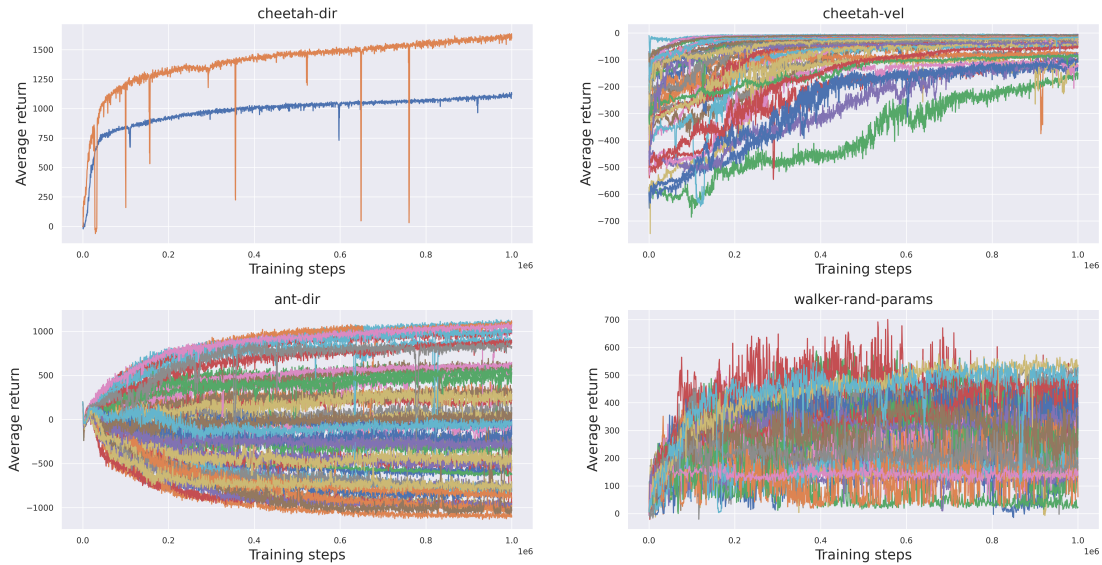 cheetah-dir
1500
1250
1000
750
500
250
0
Average return
0.0 0.2 0.4 0.6 0.8 1.0
1e6
Training steps
cheetah-vel
0
−100
−200
−300
−400
−500
−600
−700
Average return
0.0 0.2 0.4 0.6 0.8 1.0
1e6
Training steps
ant-dir
1000
500
0
−500
−1000
Average return
0.0 0.2 0.4 0.6 0.8 1.0
1e6
Training steps
walker-rand-params
700
600
500
400
300
200
100
0
Average return
0.0 0.2 0.4 0.6 0.8 1.0
1e6
Training steps